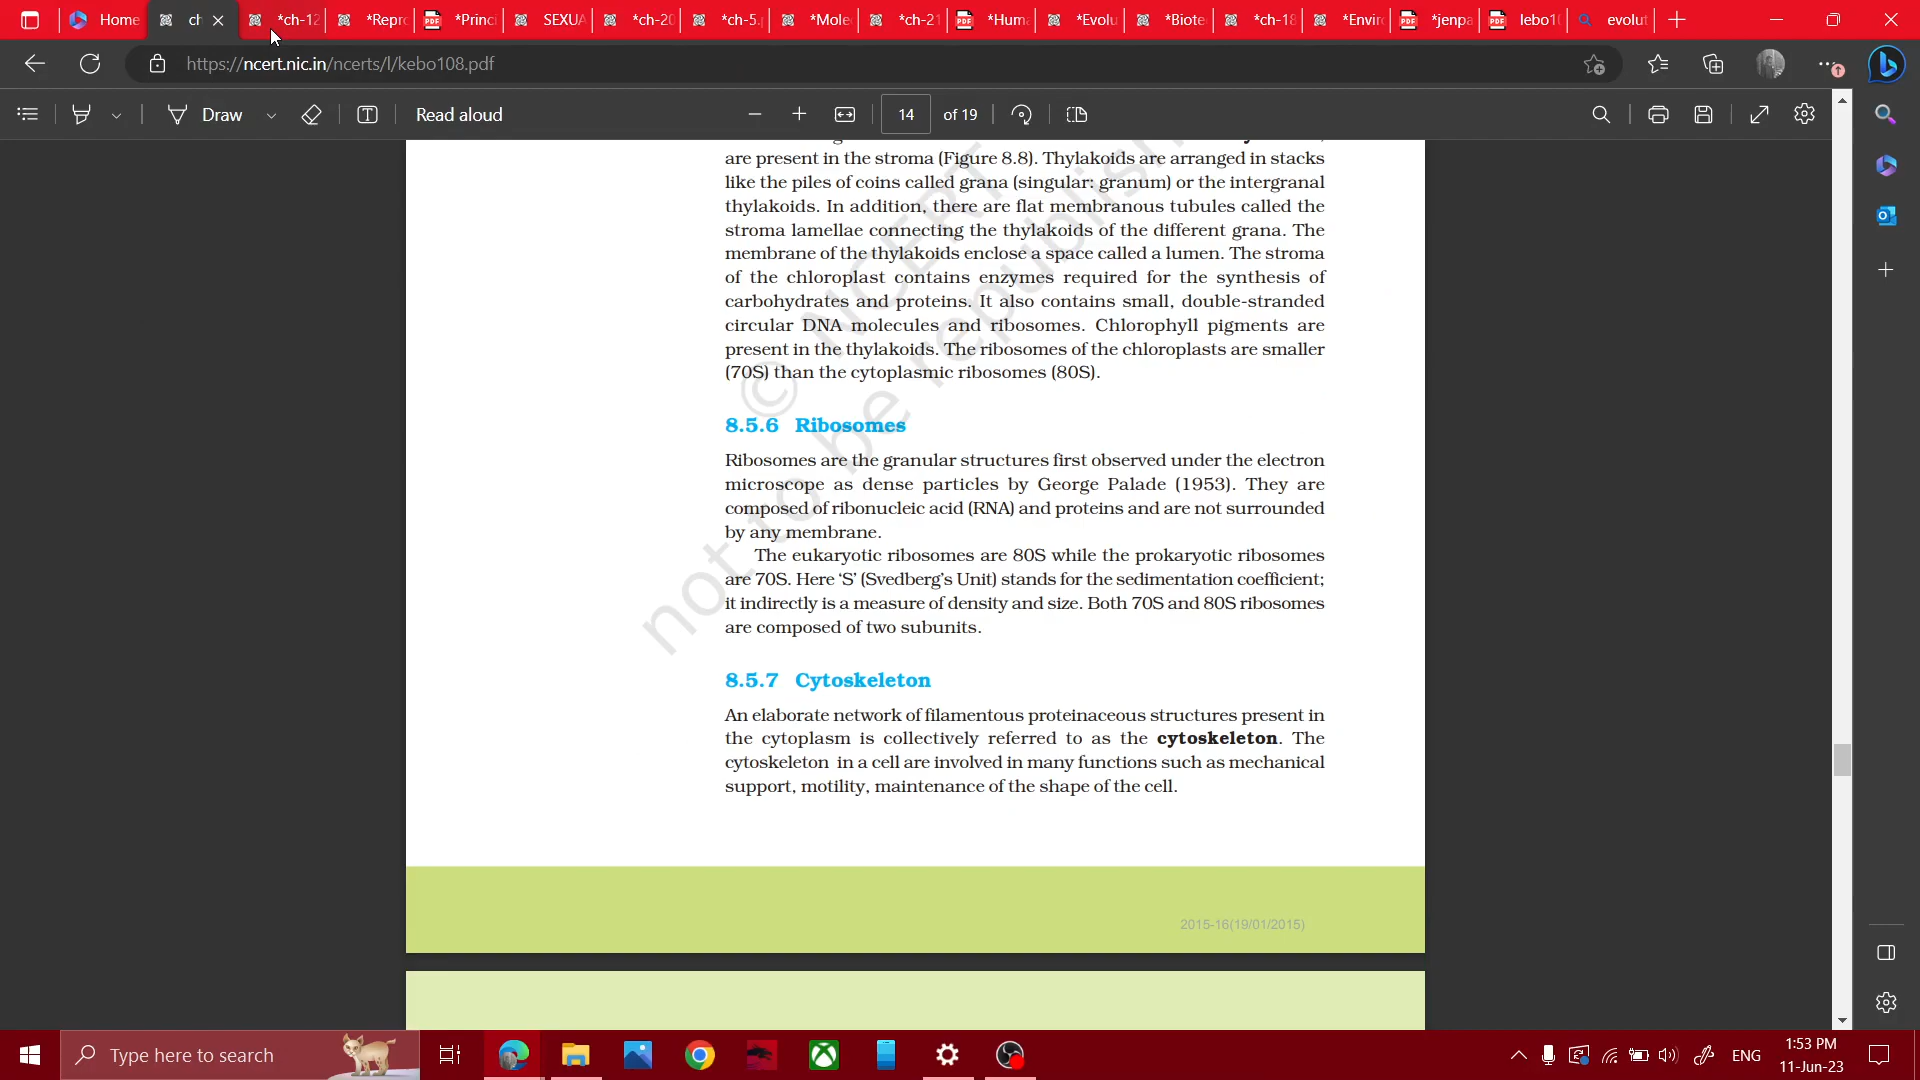 Home
ch
*ch-12
*Repro
*Princi
SEXUA
*ch-20
*ch-5.p
*Mole
*ch-21
*Huma
*Evolu
*Biote
*ch-18
*Envir
*jenpa
lebo10
evolut
https://ncert.nic.in/ncerts/l/kebo108.pdf
Draw
Read aloud
14
of 19
are present in the stroma (Figure 8.8). Thylakoids are arranged in stacks
like the piles of coins called grana (singular: granum) or the intergranal
thylakoids. In addition, there are flat membranous tubules called the
stroma lamellae connecting the thylakoids of the different grana. The
membrane of the thylakoids enclose a space called a lumen. The stroma
of the chloroplast contains enzymes required for the synthesis of
carbohydrates and proteins. It also contains small, double-stranded
circular DNA molecules and ribosomes. Chlorophyll pigments are
present in the thylakoids. The ribosomes of the chloroplasts are smaller
(70S) than the cytoplasmic ribosomes (80S).
8.5.6 Ribosomes
Ribosomes are the granular structures first observed under the electron
microscope as dense particles by George Palade (1953). They are
composed of ribonucleic acid (RNA) and proteins and are not surrounded
by any membrane.
The eukaryotic ribosomes are 80S while the prokaryotic ribosomes
are 70S. Here ‘S’ (Svedberg’s Unit) stands for the sedimentation coefficient;
it indirectly is a measure of density and size. Both 70S and 80S ribosomes
are composed of two subunits.
8.5.7 Cytoskeleton
An elaborate network of filamentous proteinaceous structures present in
the cytoplasm is collectively referred to as the cytoskeleton. The
cytoskeleton in a cell are involved in many functions such as mechanical
support, motility, maintenance of the shape of the cell.
© NCERT
not to be republish
2015-16(19/01/2015)
Type here to search
ENG
1:53 PM
11-Jun-23